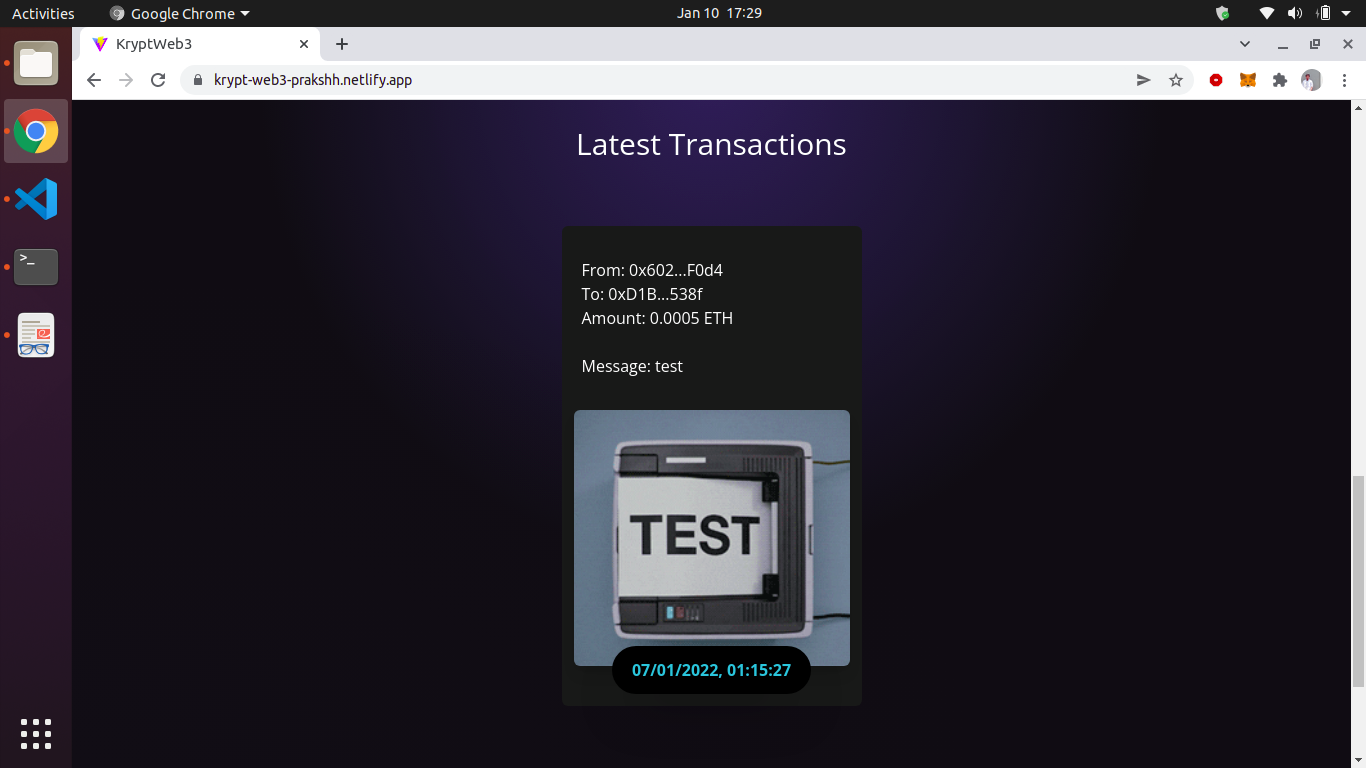 Activities
Google Chrome
Jan 10 17:29
KryptWeb3
krypt-web3-prakshh.netlify.app
>_
Latest Transactions
From: 0x602...F0d4
To: 0xD1B...538f
Amount: 0.0005 ETH
Message: test
TEST
07/01/2022, 01:15:27